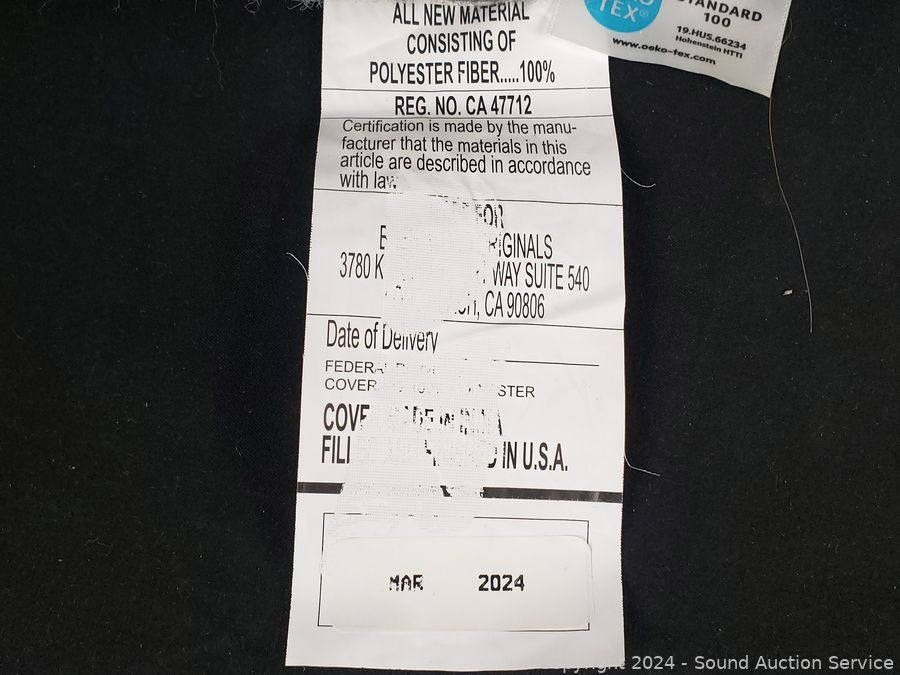 ALL NEW MATERIAL
CONSISTING OF
POLYESTER FIBER.....100%
REG. NO. CA 47712
Certification is made by the manu-
facturer that the materials in this
article are described in accordance
with law.
FOR
3780 WAY SUITE 540
CA 90806
Date of Delivery
IN U.S.A.
MAR 2024
TEX®
STANDARD
100
19.HUS.66234
Hohenstein HTTI
www.oeko-tex.com
2024 - Sound Auction Service